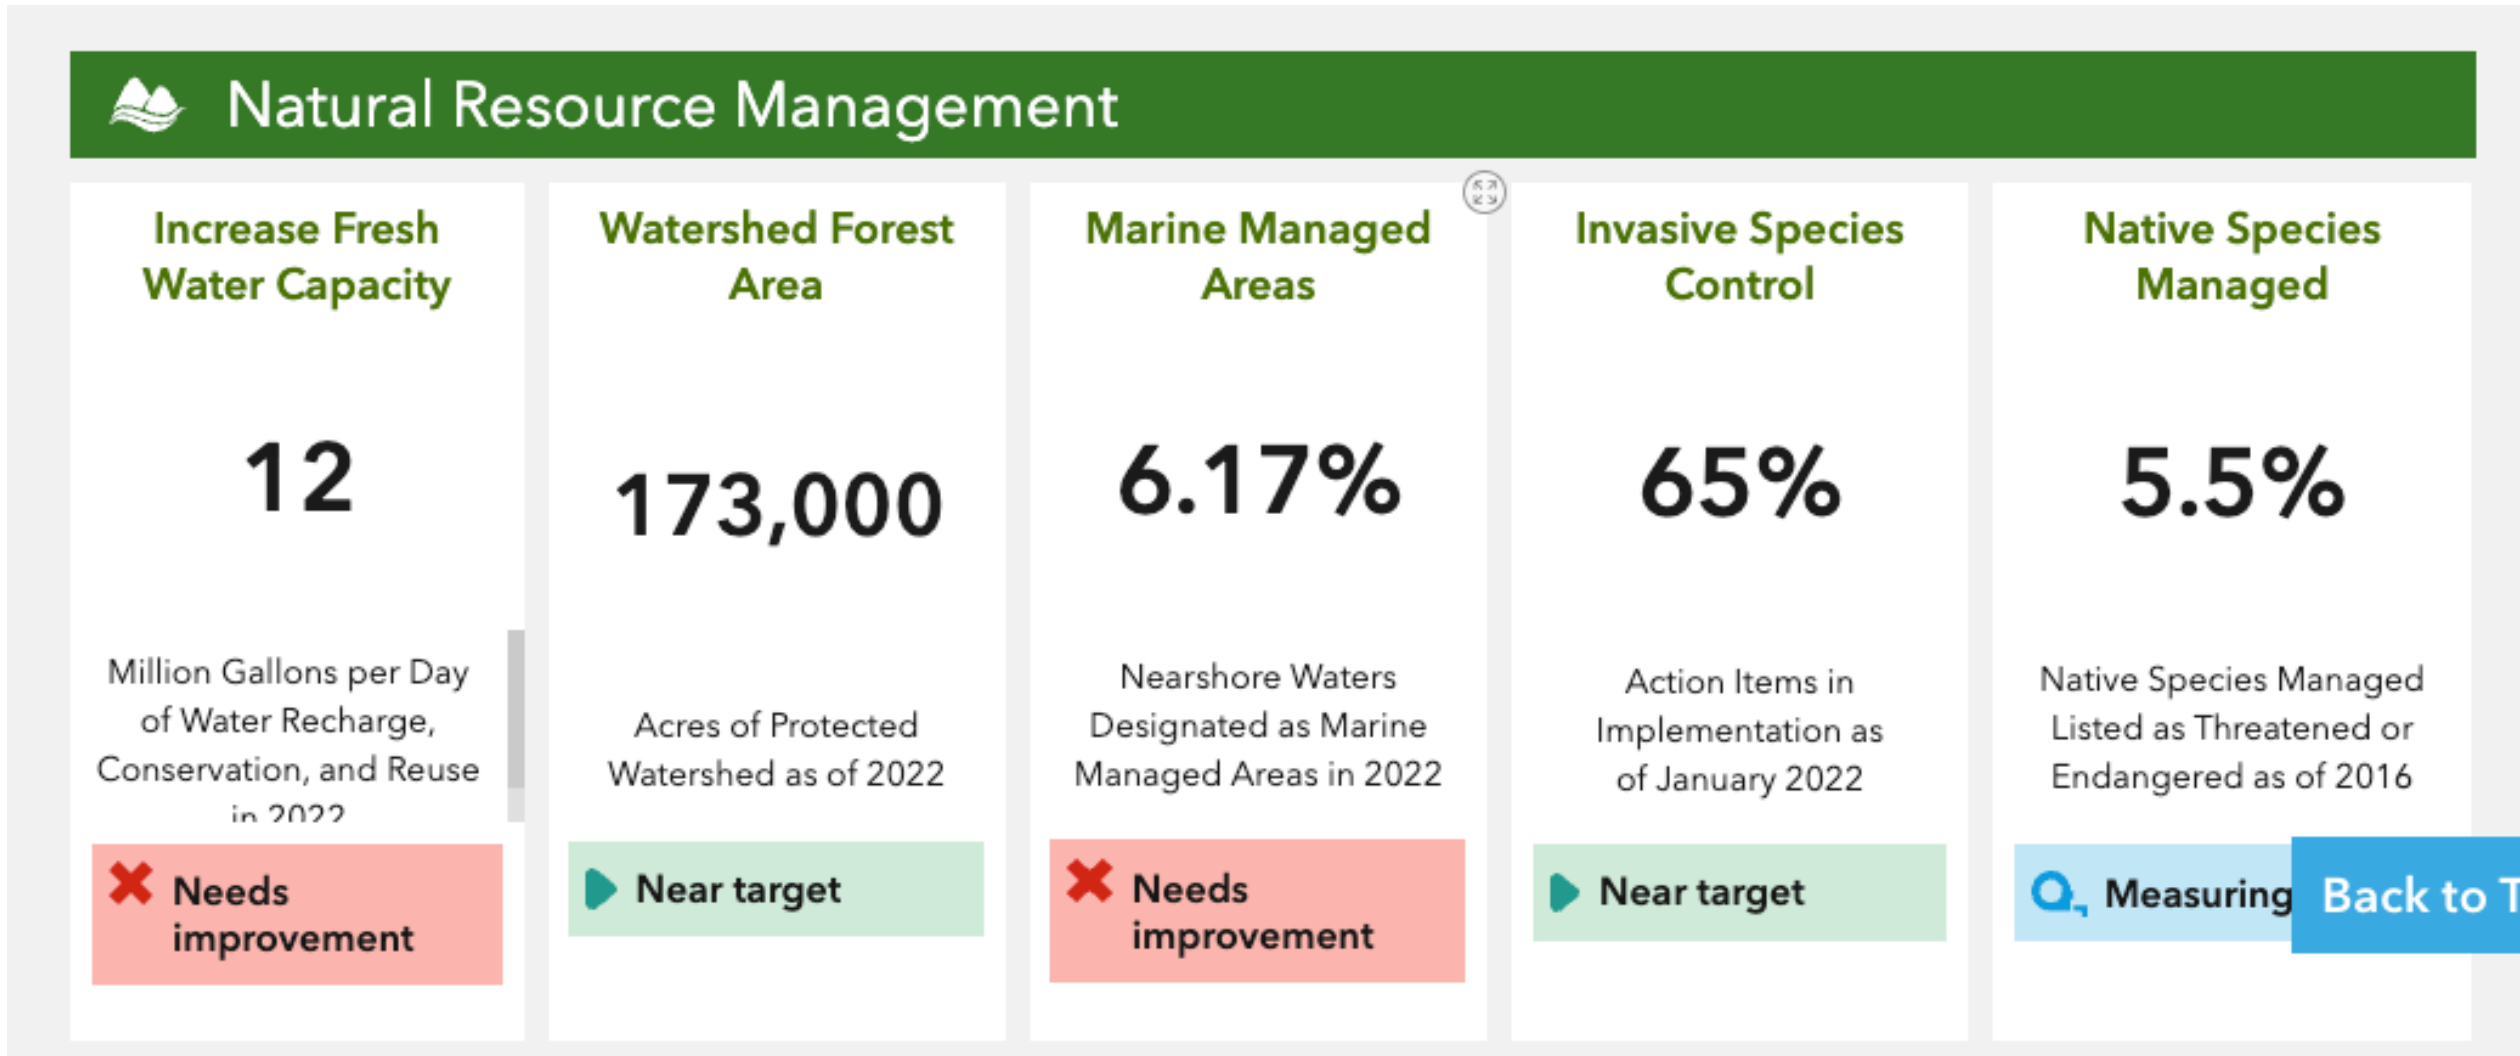 Natural Resource Management
Increase Fresh
Water Capacity
12
Million Gallons per Day
of Water Recharge,
Conservation, and Reuse
in 2022
Needs
improvement
Watershed Forest
Area
173,000
Acres of Protected
Watershed as of 2022
Near target
Marine Managed
Areas
6.17%
Nearshore Waters
Designated as Marine
Managed Areas in 2022
Needs
improvement
Invasive Species
Control
65%
Action Items in
Implementation as
of January 2022
Near target
Native Species
Managed
5.5%
Native Species Managed
Listed as Threatened or
Endangered as of 2016
Measuring
Back to T